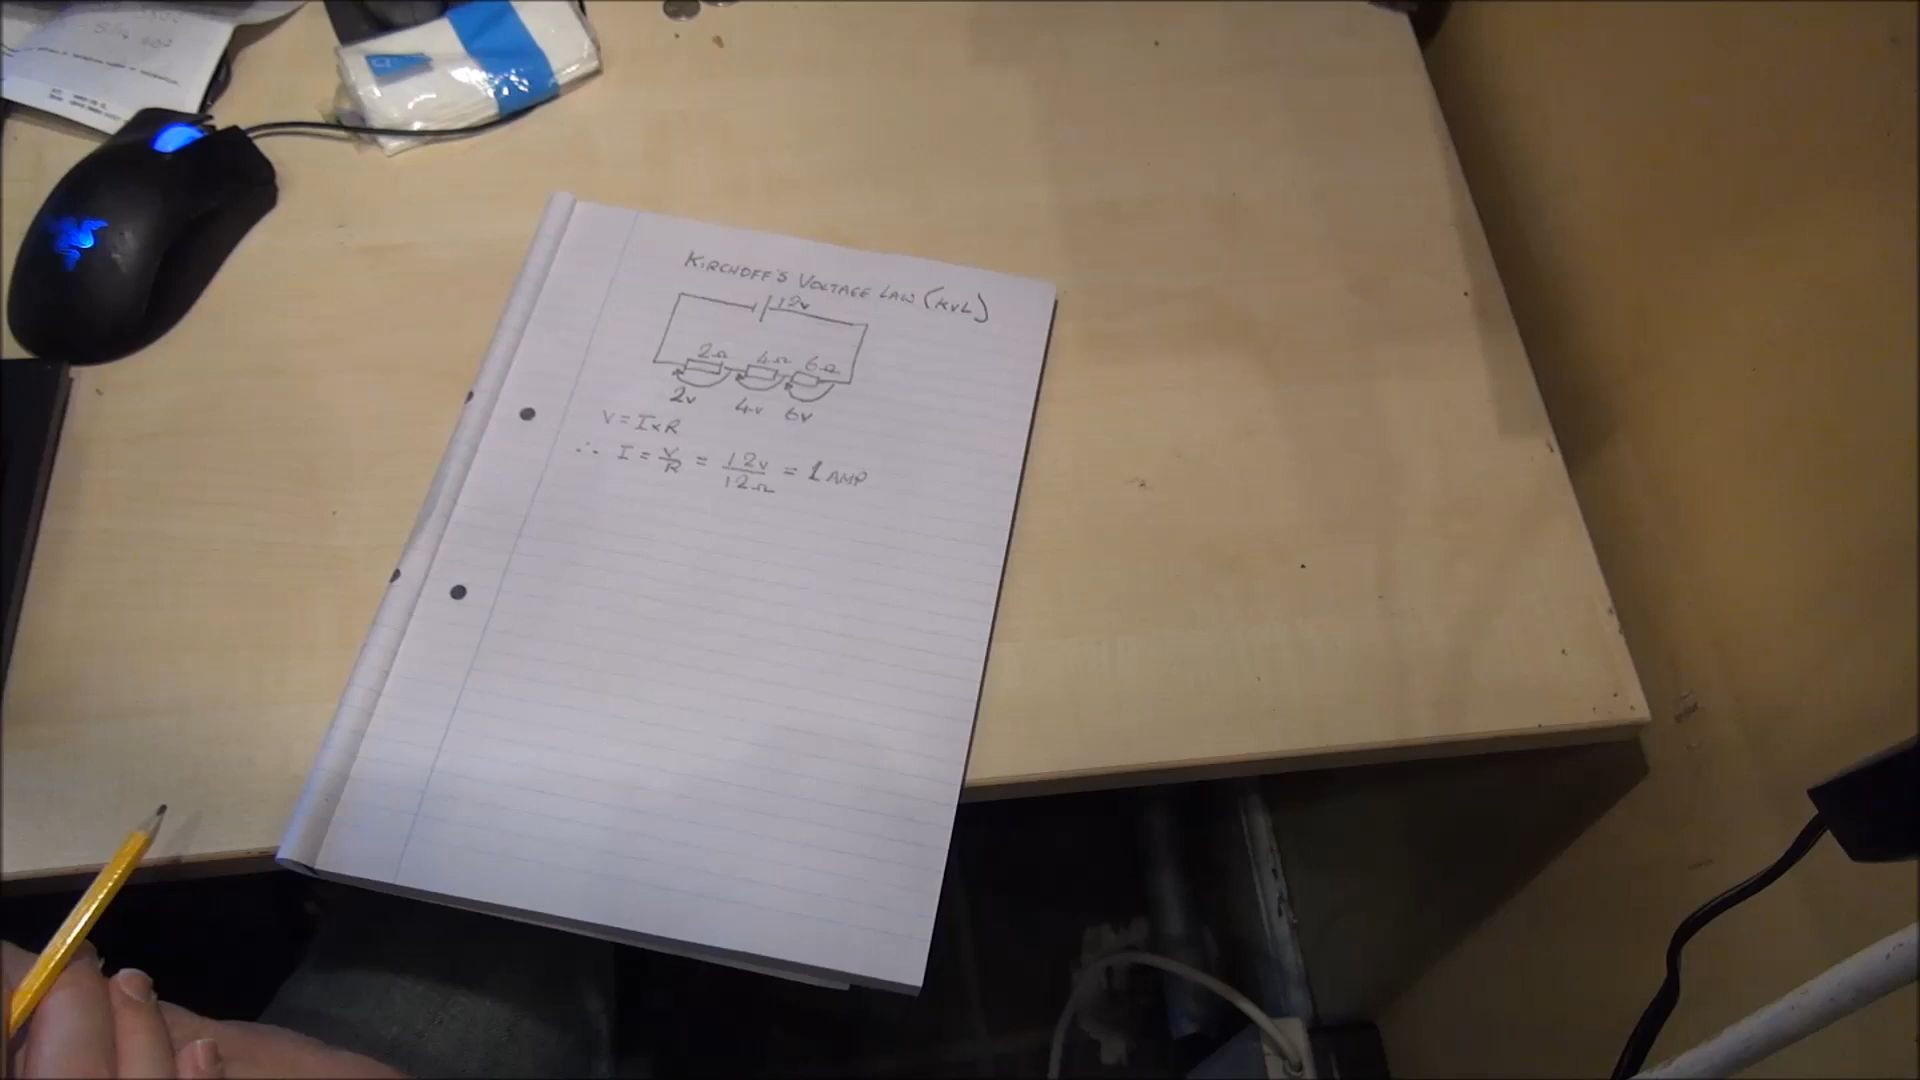 KIRCHOFF'S VOLTAGE LAW (KVL)
12v
2Ω 4Ω 6Ω
2v 4v 6v
V = I×R
∴ I = V/R = 12v/12Ω = 1 AMP